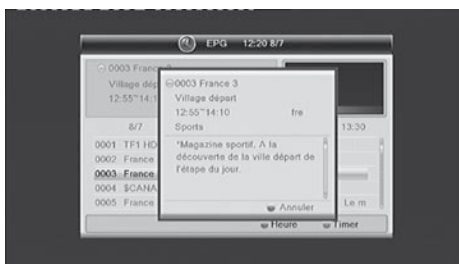 EPG 12:20 8/7
0003 Franc
Village dép
12:55~14:1
0003 France 3
Village départ
12:55~14:10 fre
Sports
"Magazine sportif. A la
découverte de la ville départ de
l'étape du jour.
Annuler
8/7 13:30
0001 TF1 HD
0002 France
0003 France
0004 $CANA
0005 France Le m
Heure Timer